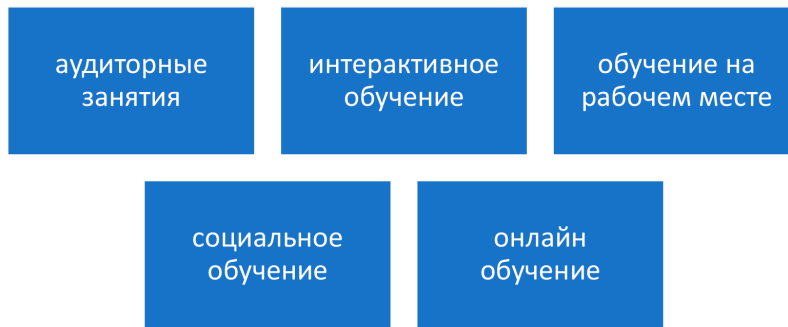 аудиторные
занятия
интерактивное
обучение
обучение на
рабочем месте
социальное
обучение
онлайн
обучение